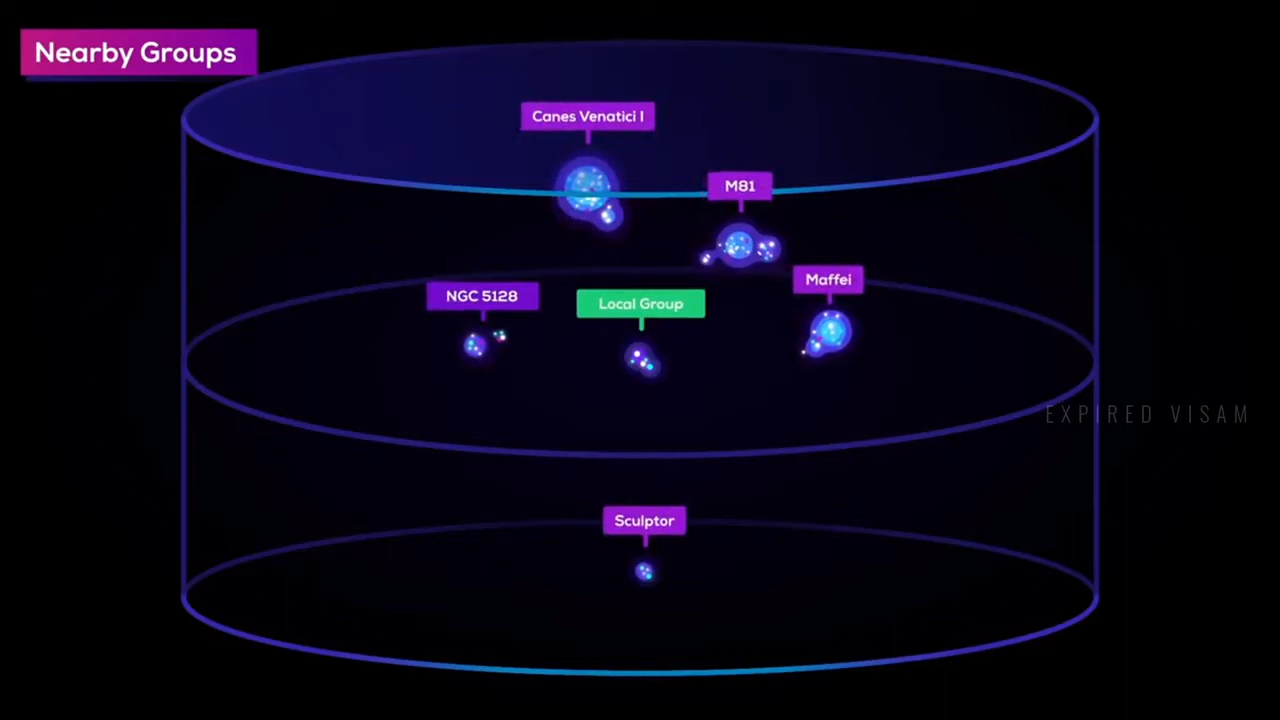 Nearby Groups
Canes Venatici I
M81
Maffei
NGC 5128
Local Group
EXPIRED VISAM
Sculptor